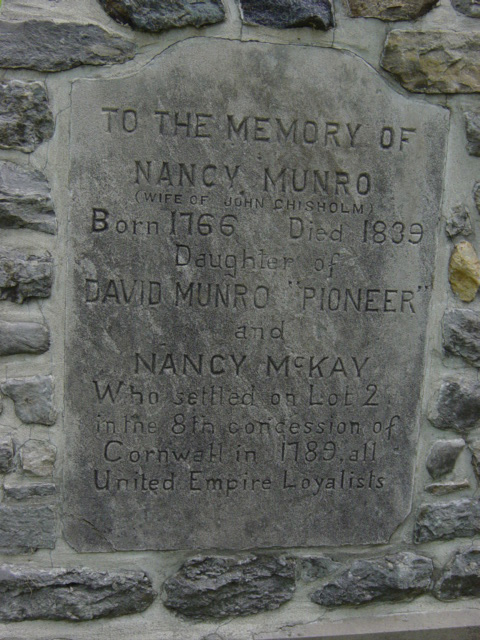 TO THE MEMORY OF
NANCY MUNRO
(WIFE OF JOHN CHISHOLM)
Born 1766 Died 1839
Daughter of
DAVID MUNRO "PIONEER"
and
NANCY McKAY
Who settled on Lot 2
in the 8th concession of
Cornwall in 1789, all
United Empire Loyalists